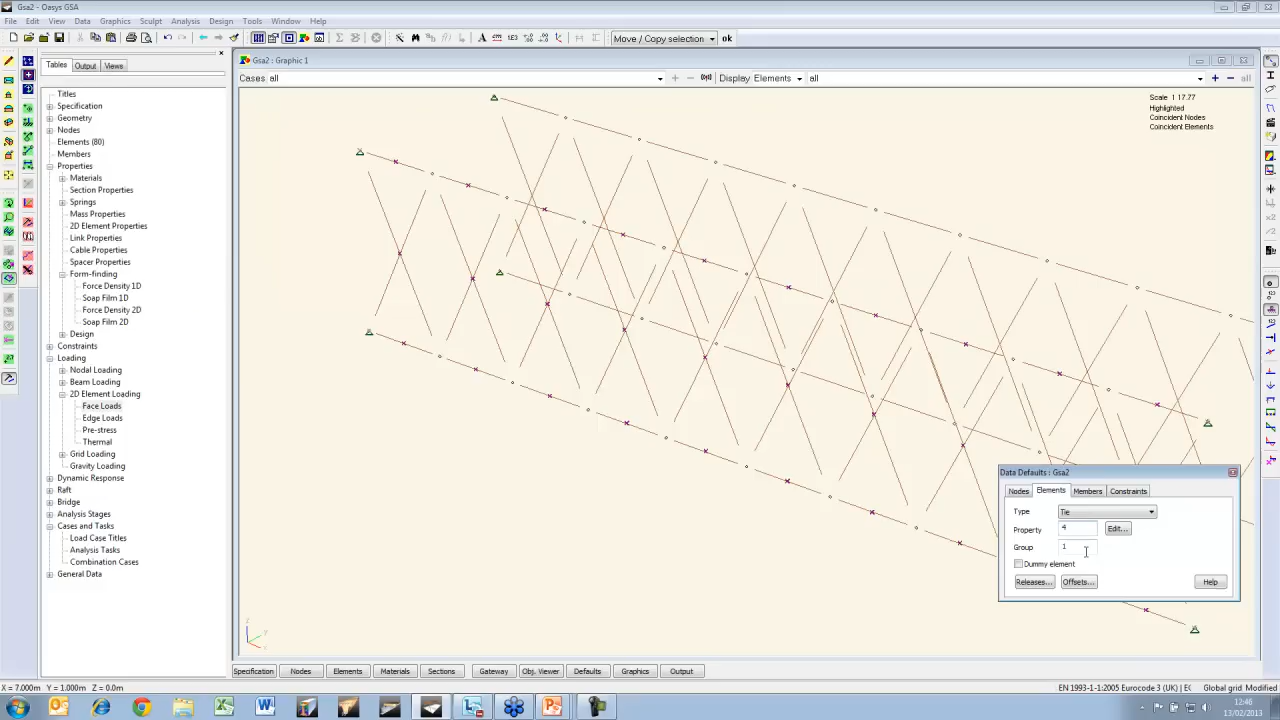 Gsa2 - Oasys GSA
File Edit View Data Graphics Sculpt Analysis Design Tools Window Help
Move / Copy selection ok
Tables Output Views
Gsa2 : Graphic 1
Cases all Display Elements all
Scale 1 17.77
Highlighted
Coincident Nodes
Coincident Elements
Titles
Specification
Geometry
Nodes
Elements (80)
Members
Properties
Materials
Section Properties
Springs
Mass Properties
2D Element Properties
Link Properties
Cable Properties
Spacer Properties
Form-finding
Force Density 1D
Soap Film 1D
Force Density 2D
Soap Film 2D
Design
Constraints
Loading
Nodal Loading
Beam Loading
2D Element Loading
Face Loads
Edge Loads
Pre-stress
Thermal
Grid Loading
Gravity Loading
Dynamic Response
Raft
Bridge
Analysis Stages
Cases and Tasks
Load Case Titles
Analysis Tasks
Combination Cases
General Data
Data Defaults : Gsa2
Nodes Elements Members Constraints
Type Tie
Property 4 Edit...
Group 1
Dummy element
Releases... Offsets... Help
Specification Nodes Elements Materials Sections Gateway Obj. Viewer Defaults Graphics Output
X = 7.000m Y = 1.000m Z = 0.0m
EN 1993-1-1:2005 Eurocode 3 (UK) | EC
Global grid Modified
12:46
13/02/2013